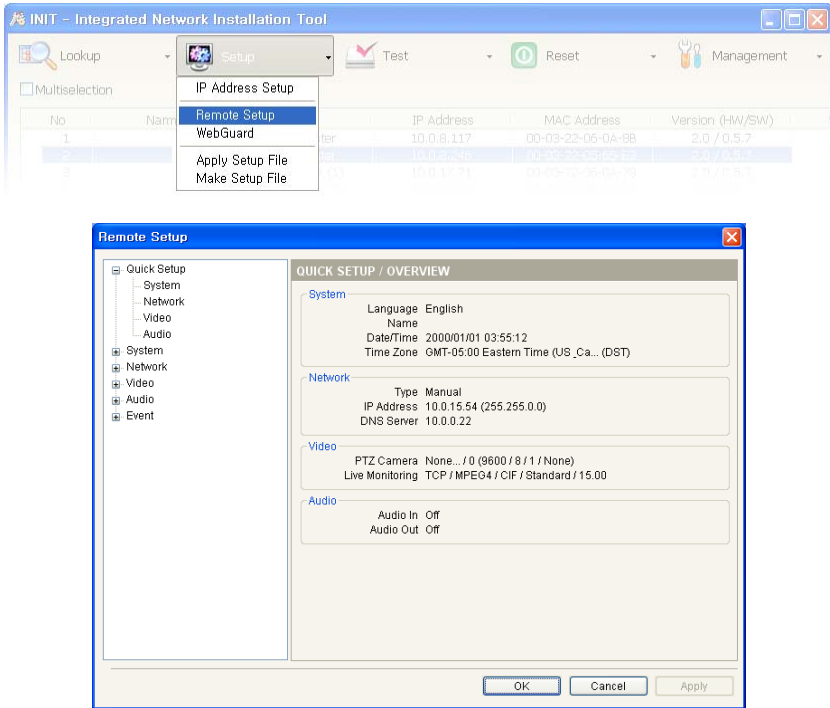 INIT - Integrated Network Installation Tool
Lookup Setup Test Reset Management
Multiselection
IP Address Setup
Remote Setup
WebGuard
Apply Setup File
Make Setup File
No IP Address MAC Address Version (HW/SW)
1 10.0.8.117 00-03-22-06-0A-88 2.0 / 0.5.7
2
3
Remote Setup
Quick Setup
System
Network
Video
Audio
System
Network
Video
Audio
Event
QUICK SETUP / OVERVIEW
System
Language English
Name
Date/Time 2000/01/01 03:55:12
Time Zone GMT-05:00 Eastern Time (US _Ca... (DST)
Network
Type Manual
IP Address 10.0.15.54 (255.255.0.0)
DNS Server 10.0.0.22
Video
PTZ Camera None... / 0 (9600 / 8 / 1 / None)
Live Monitoring TCP / MPEG4 / CIF / Standard / 15.00
Audio
Audio In Off
Audio Out Off
OK Cancel Apply